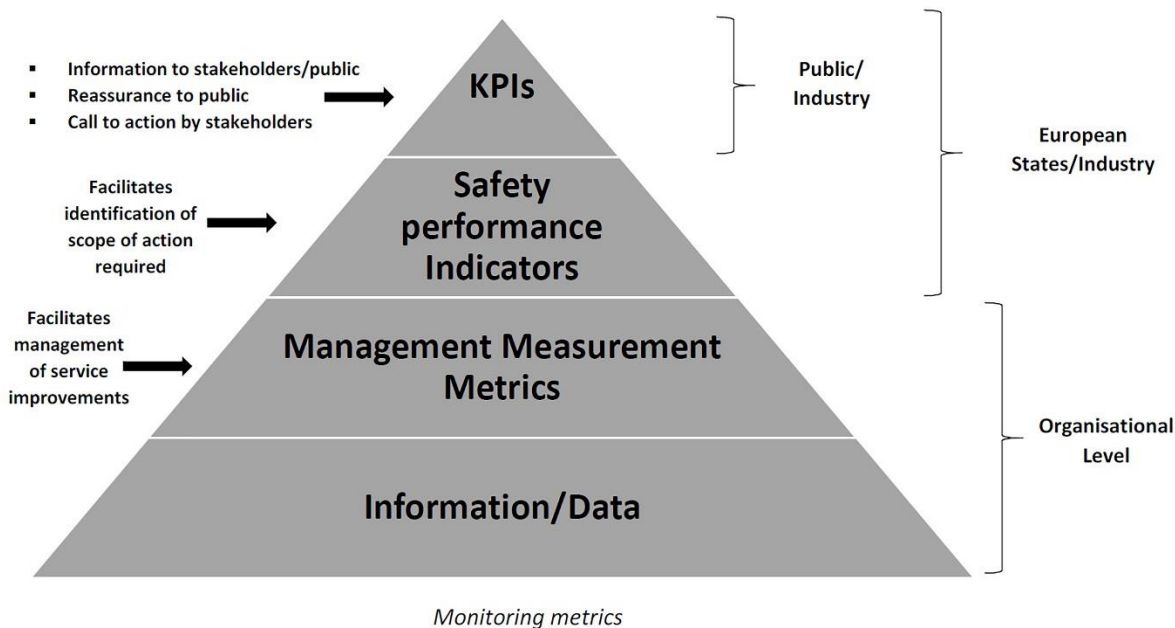 ▪ Information to stakeholders/public
▪ Reassurance to public
▪ Call to action by stakeholders
KPIs
Public/
Industry
European
States/Industry
Facilitates
identification of
scope of action
required
Safety
performance
Indicators
Facilitates
management
of service
improvements
Management Measurement
Metrics
Organisational
Level
Information/Data
Monitoring metrics